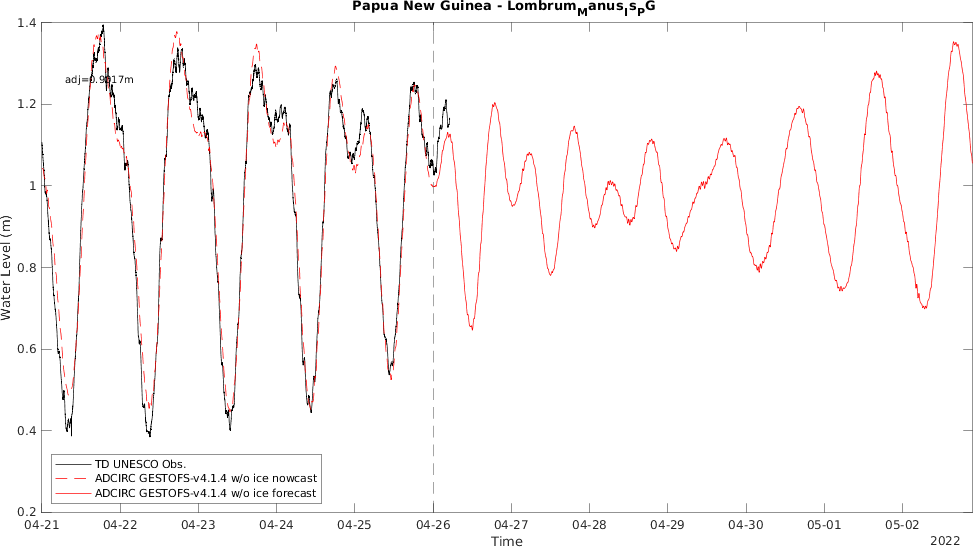 Papua New Guinea - LombrumManusIsPG
1.4
1.2
1
0.8
0.6
0.4
0.2
Water Level (m)
adj=0.9017m
TD UNESCO Obs.
ADCIRC GESTOFS-v4.1.4 w/o ice nowcast
ADCIRC GESTOFS-v4.1.4 w/o ice forecast
04-21 04-22 04-23 04-24 04-25 04-26 04-27 04-28 04-29 04-30 05-01 05-02
Time
2022